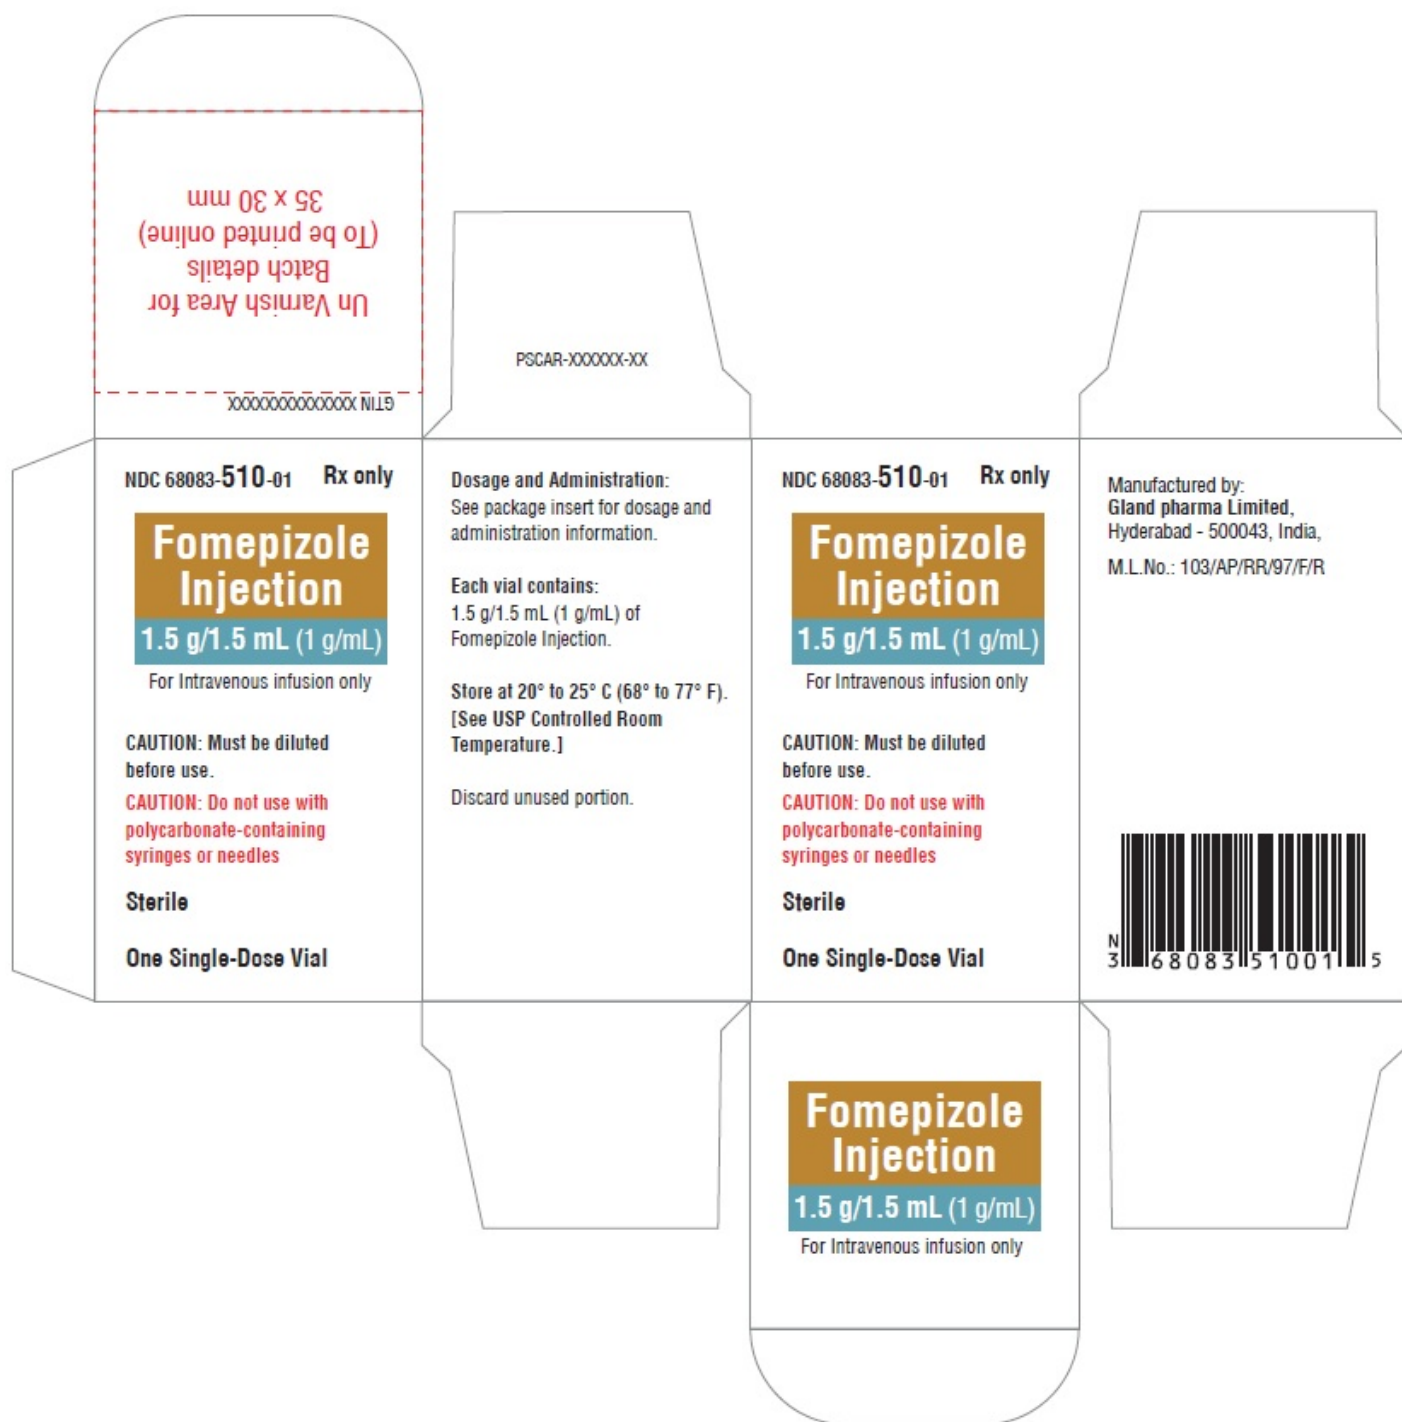 Un Varnish Area for
Batch details
(To be printed online)
35 x 30 mm
GTIN XXXXXXXXXXXXXX
PSCAR-XXXXXX-XX
NDC 68083-510-01 Rx only
Fomepizole
Injection
1.5 g/1.5 mL (1 g/mL)
For Intravenous infusion only
CAUTION: Must be diluted
before use.
CAUTION: Do not use with
polycarbonate-containing
syringes or needles
Sterile
One Single-Dose Vial
Dosage and Administration:
See package insert for dosage and
administration information.
Each vial contains:
1.5 g/1.5 mL (1 g/mL) of
Fomepizole Injection.
Store at 20° to 25° C (68° to 77° F).
[See USP Controlled Room
Temperature.]
Discard unused portion.
NDC 68083-510-01 Rx only
Fomepizole
Injection
1.5 g/1.5 mL (1 g/mL)
For Intravenous infusion only
CAUTION: Must be diluted
before use.
CAUTION: Do not use with
polycarbonate-containing
syringes or needles
Sterile
One Single-Dose Vial
Manufactured by:
Gland pharma Limited,
Hyderabad - 500043, India,
M.L.No.: 103/AP/RR/97/F/R
N
3 68083 51001 5
Fomepizole
Injection
1.5 g/1.5 mL (1 g/mL)
For Intravenous infusion only